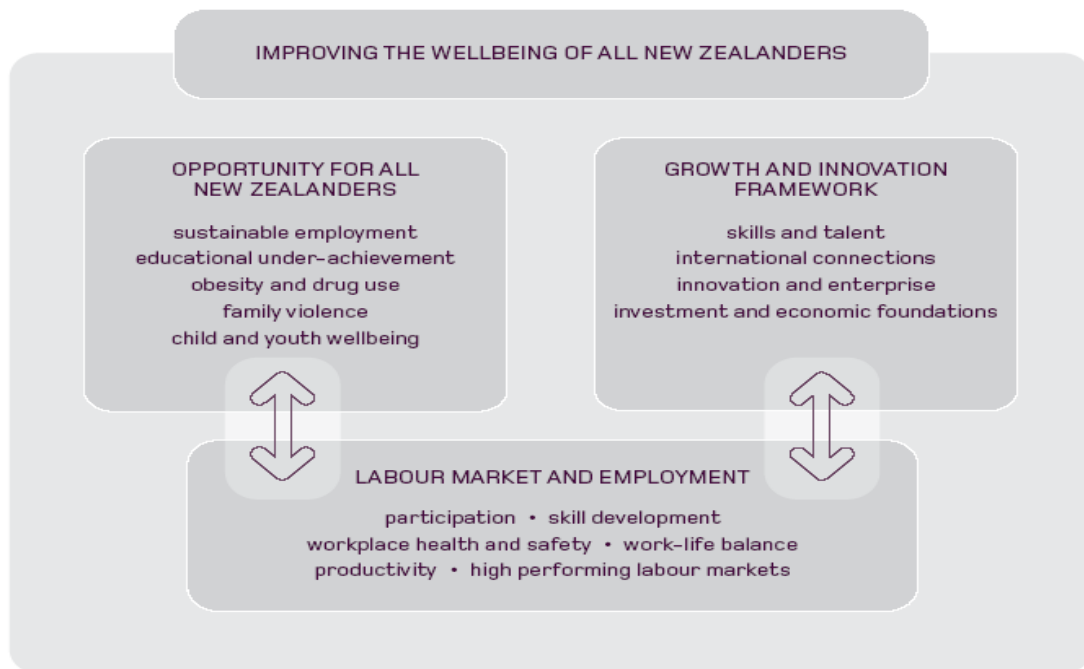 IMPROVING THE WELLBEING OF ALL NEW ZEALANDERS
OPPORTUNITY FOR ALL
NEW ZEALANDERS
sustainable employment
educational under-achievement
obesity and drug use
family violence
child and youth wellbeing
GROWTH AND INNOVATION
FRAMEWORK
skills and talent
international connections
innovation and enterprise
investment and economic foundations
LABOUR MARKET AND EMPLOYMENT
participation • skill development
workplace health and safety • work-life balance
productivity • high performing labour markets